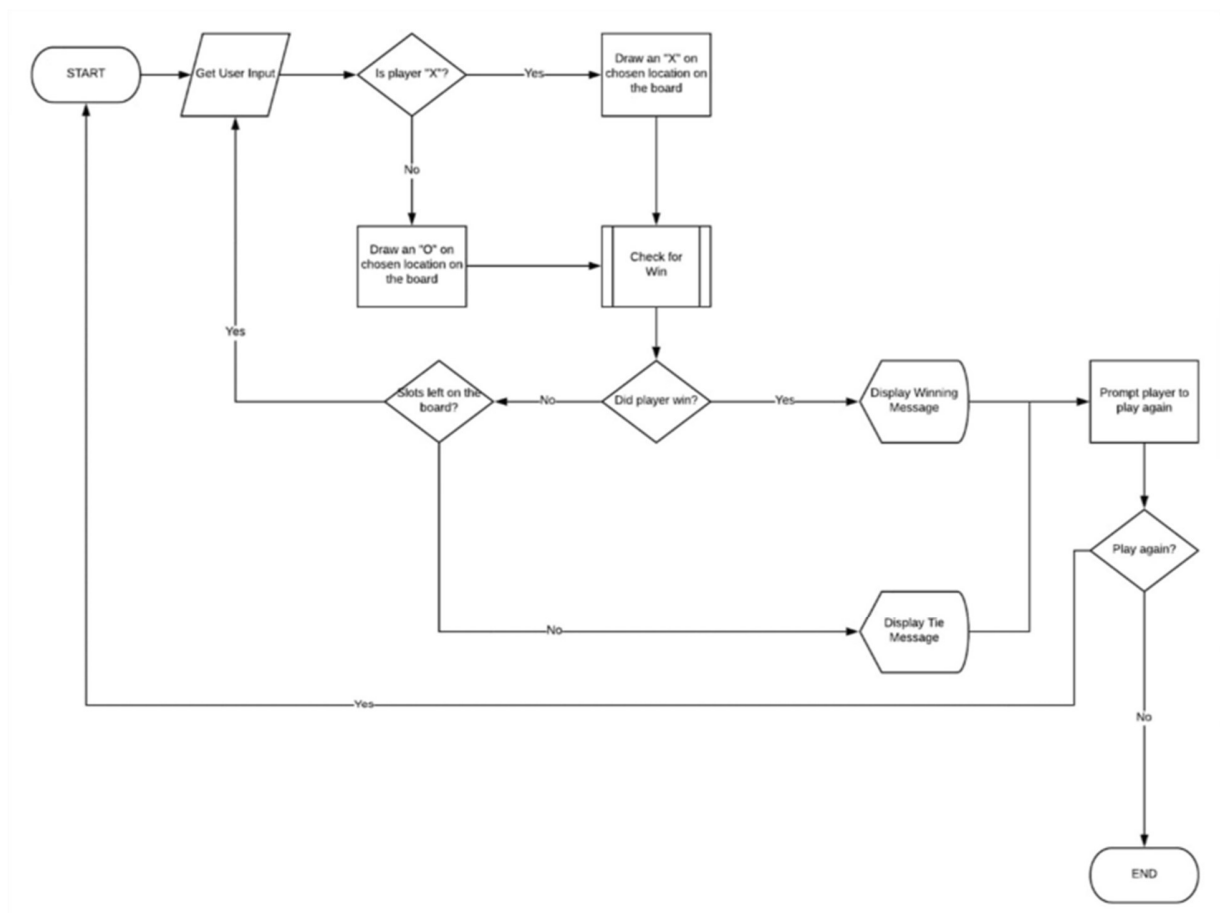 START
Get User Input
Is player "X"?
Yes
Draw an "X" on
chosen location on
the board
No
Draw an "O" on
chosen location on
the board
Check for
Win
Yes
Slots left on the
board?
No
Did player win?
Yes
Display Winning
Message
Prompt player to
play again
Play again?
No
Display Tie
Message
Yes
No
END